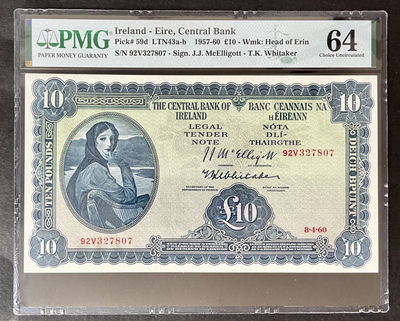 PMG
PAPER MONEY GUARANTY
Ireland - Eire, Central Bank
Pick# 59d LTN43a-b 1957-60 £10 - Wmk: Head of Erin
S/N 92V327807 - Sign. J.J. McElligott - T.K. Whitaker
64
Choice Uncirculated
10
10
THE CENTRAL BANK OF
IRELAND
BANC CEANNAIS NA
hÉIREANN
LEGAL
TENDER
NOTE
NÓTA
DLÍ-
THAIRGTHE
J J McElligott
92V327807
T.K. Whitaker
TEN POUNDS
DEICH BPUINT
£10
92V327807
8-4-60
10
10